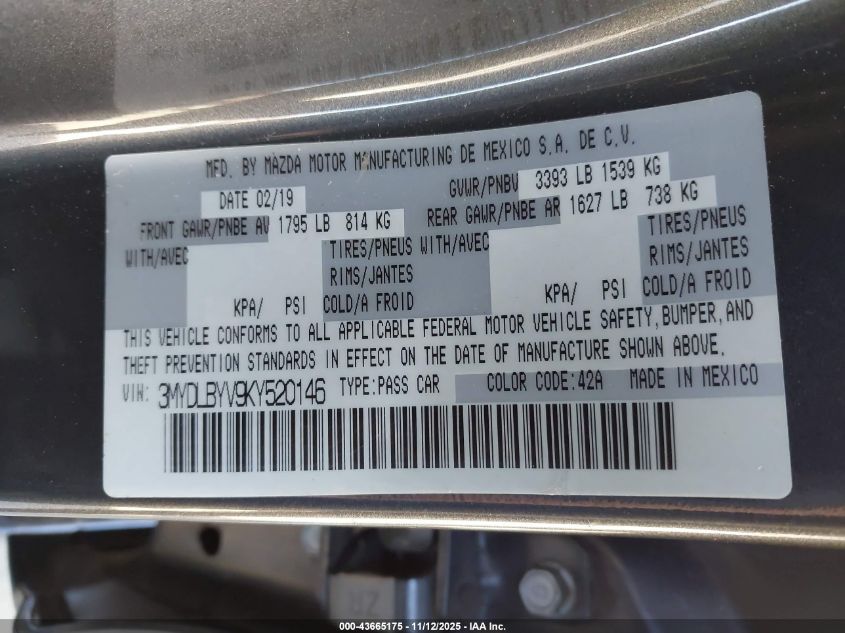 MFD. BY MAZDA MOTOR MANUFACTURING DE MEXICO S.A. DE C.V.
DATE 02/19 GVWR/PNBV 3393 LB 1539 KG
FRONT GAWR/PNBE AV 1795 LB 814 KG REAR GAWR/PNBE AR 1627 LB 738 KG
WITH/AVEC TIRES/PNEUS WITH/AVEC TIRES/PNEUS
RIMS/JANTES RIMS/JANTES
KPA/ PSI COLD/A FROID KPA/ PSI COLD/A FROID
THIS VEHICLE CONFORMS TO ALL APPLICABLE FEDERAL MOTOR VEHICLE SAFETY, BUMPER, AND
THEFT PREVENTION STANDARDS IN EFFECT ON THE DATE OF MANUFACTURE SHOWN ABOVE.
VIN: 3MYDLBYV9KY520146 TYPE:PASS CAR COLOR CODE:42A MADE IN MEXICO
000-43665175 - 11/12/2025 - IAA Inc.